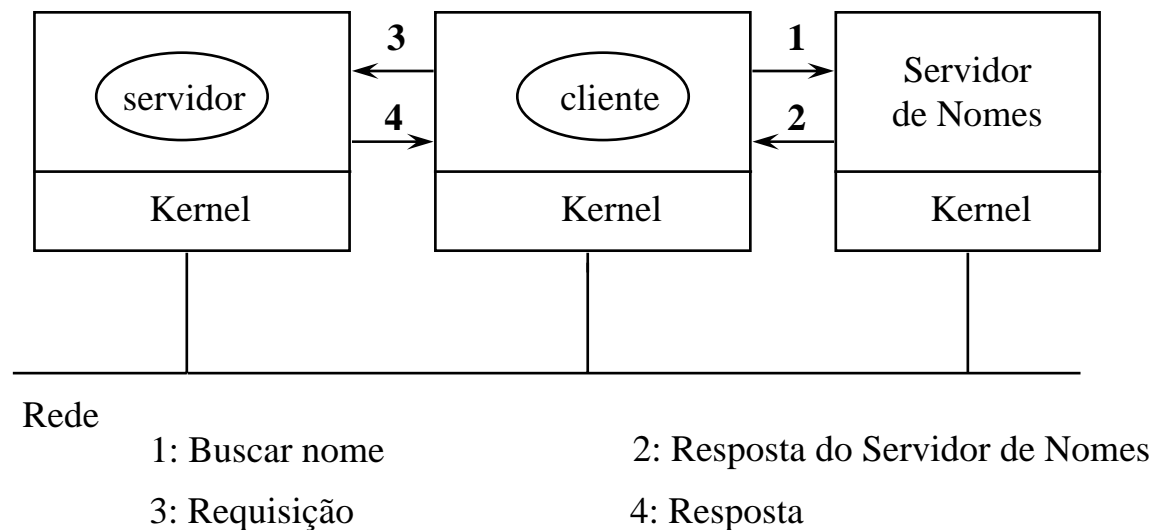 3
1
servidor
cliente
Servidor
de Nomes
4
2
Kernel
Kernel
Kernel
Rede
1: Buscar nome
2: Resposta do Servidor de Nomes
3: Requisição
4: Resposta